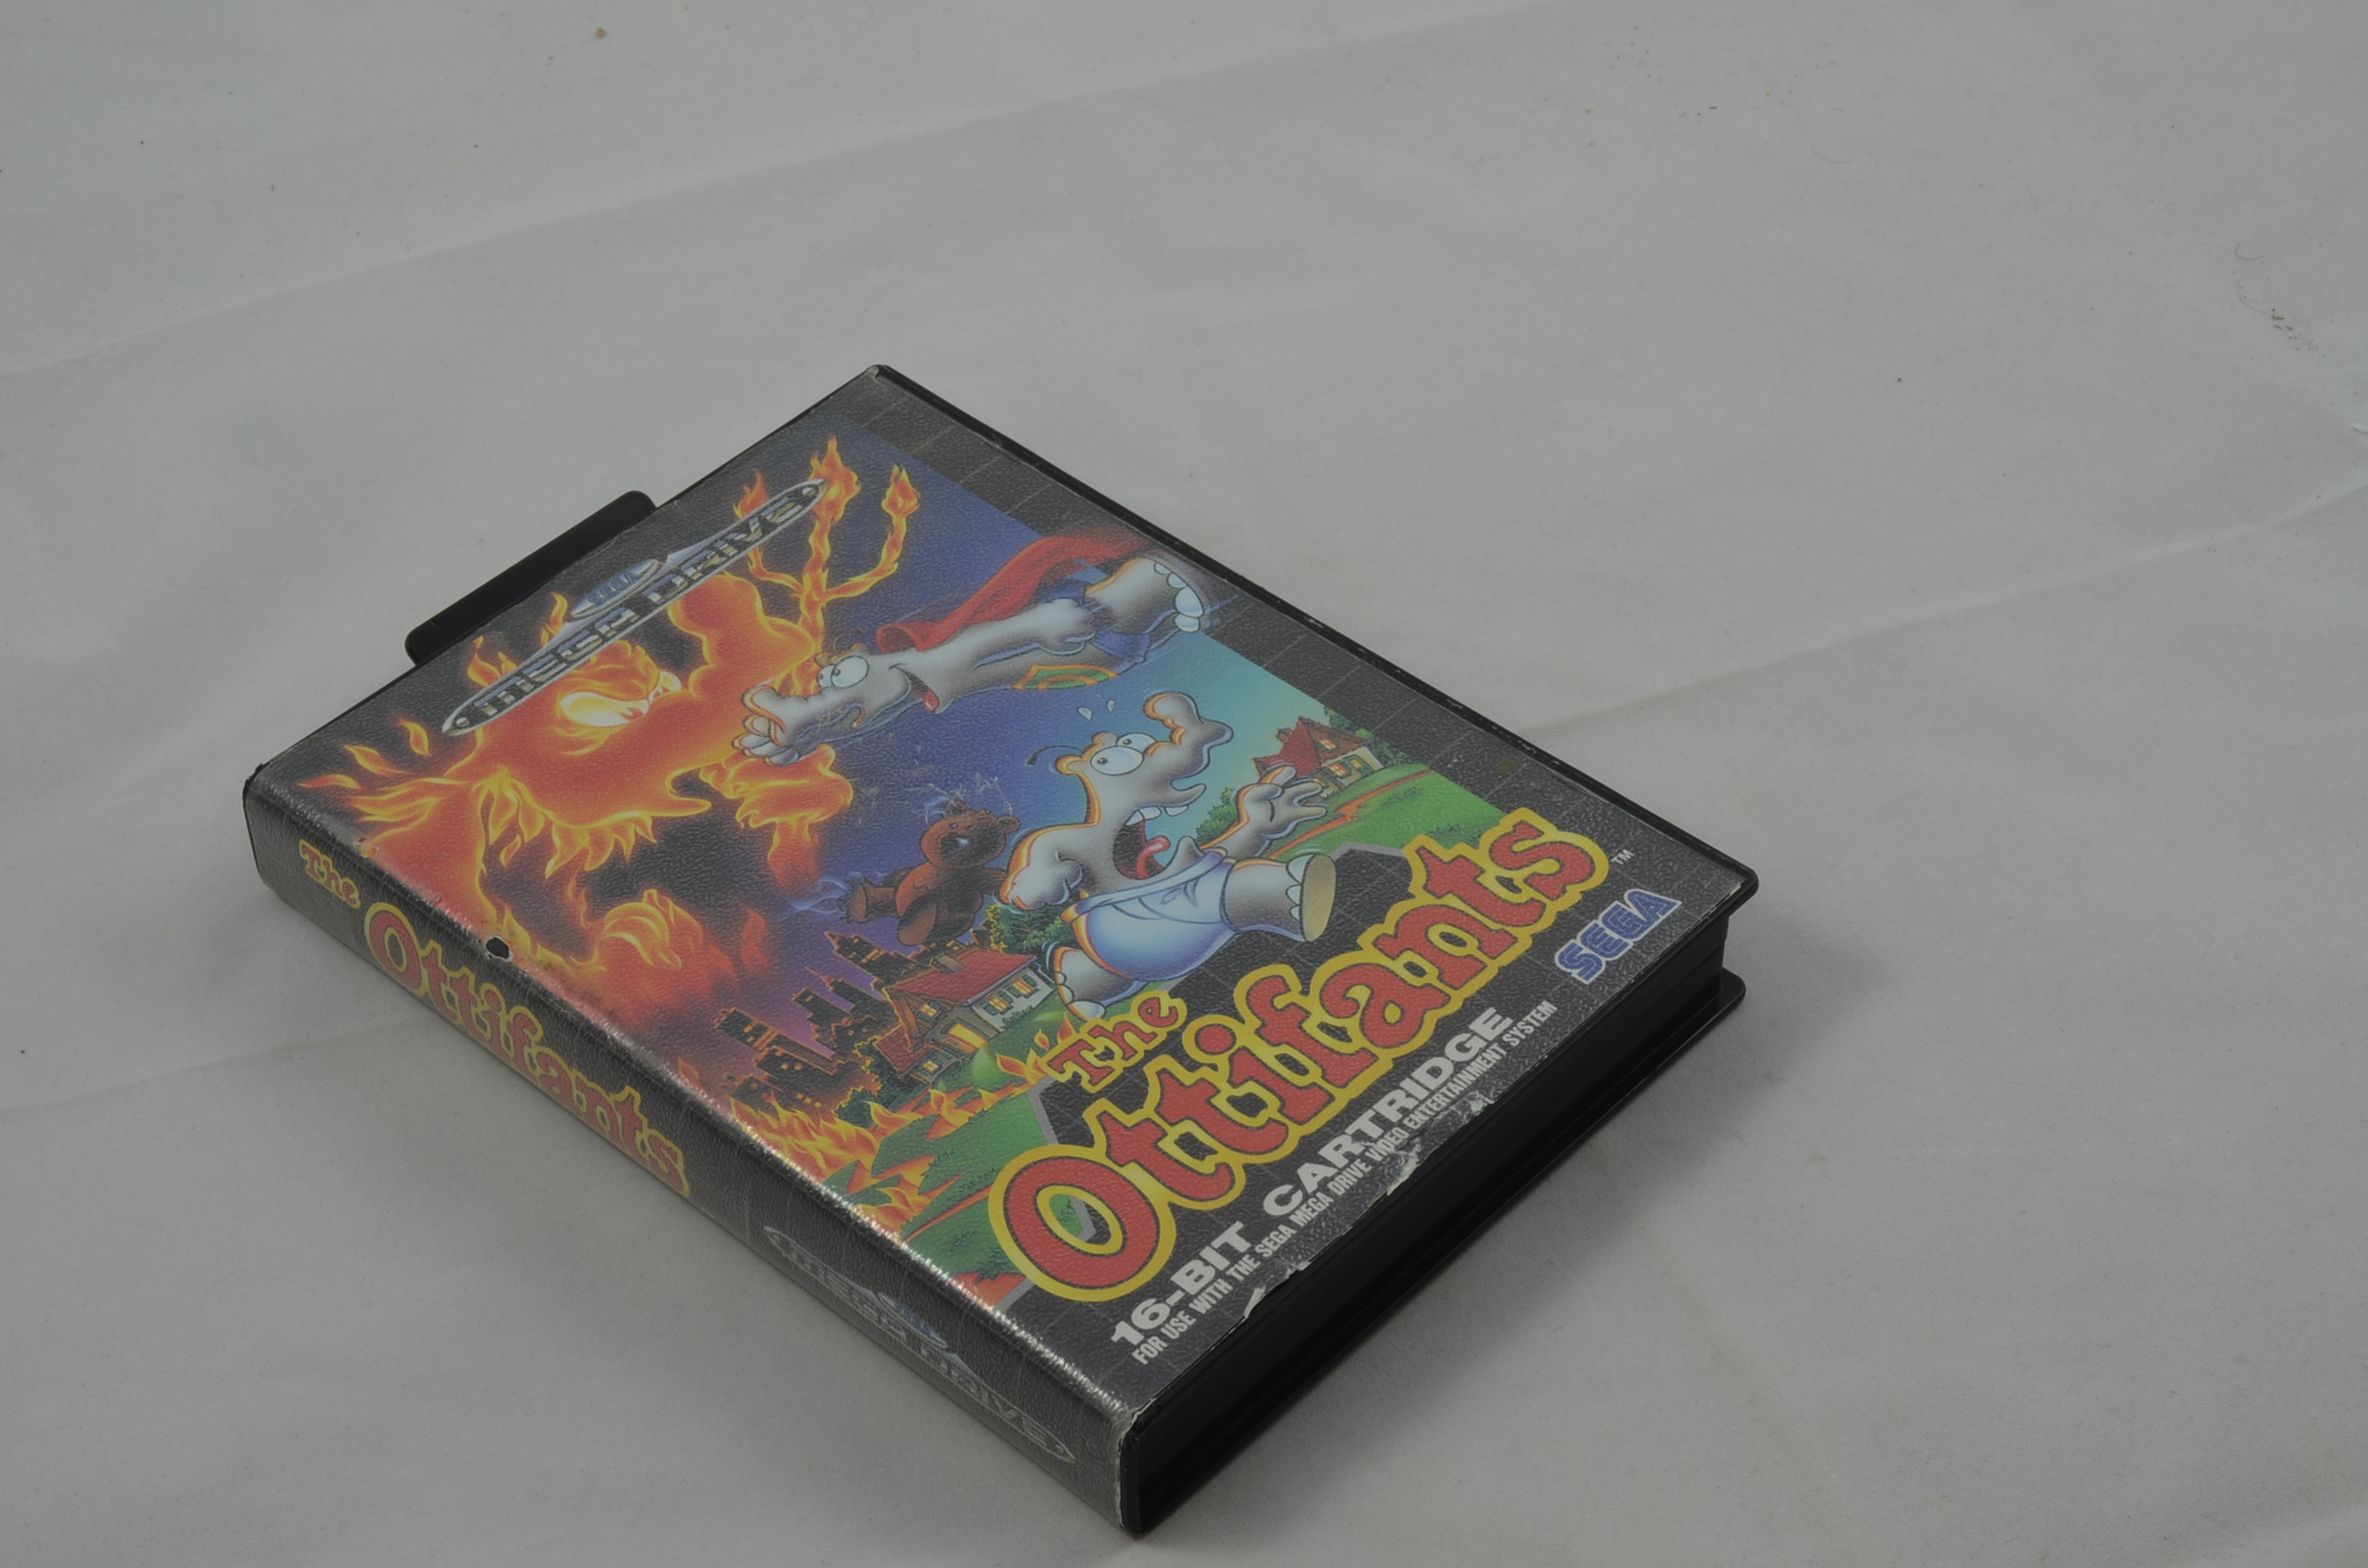 SEGA
MEGA DRIVE
The
Ottifants
TM
SEGA
16-BIT CARTRIDGE
FOR USE WITH THE SEGA MEGA DRIVE VIDEO ENTERTAINMENT SYSTEM
The Ottifants
SEGA
MEGA DRIVE